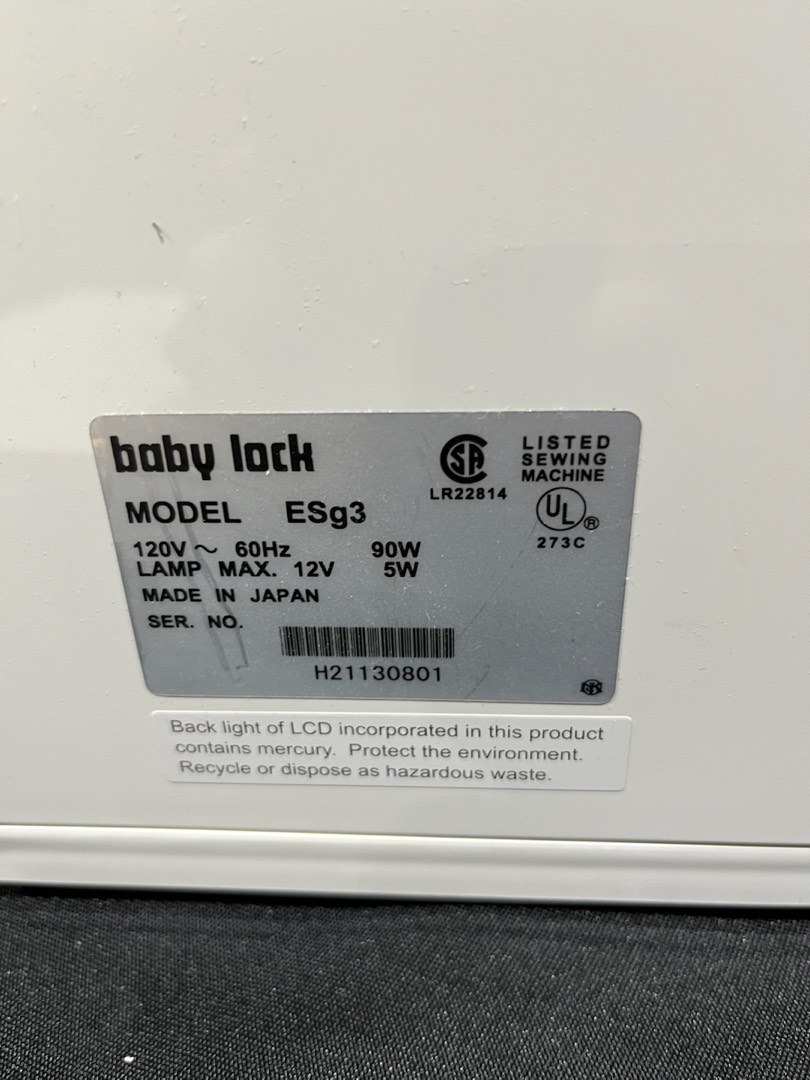 baby lock
MODEL ESg3
120V ~ 60Hz 90W
LAMP MAX. 12V 5W
MADE IN JAPAN
SER. NO.
H21130801
LR22814
LISTED
SEWING
MACHINE
UL ®
273C
Back light of LCD incorporated in this product
contains mercury. Protect the environment.
Recycle or dispose as hazardous waste.